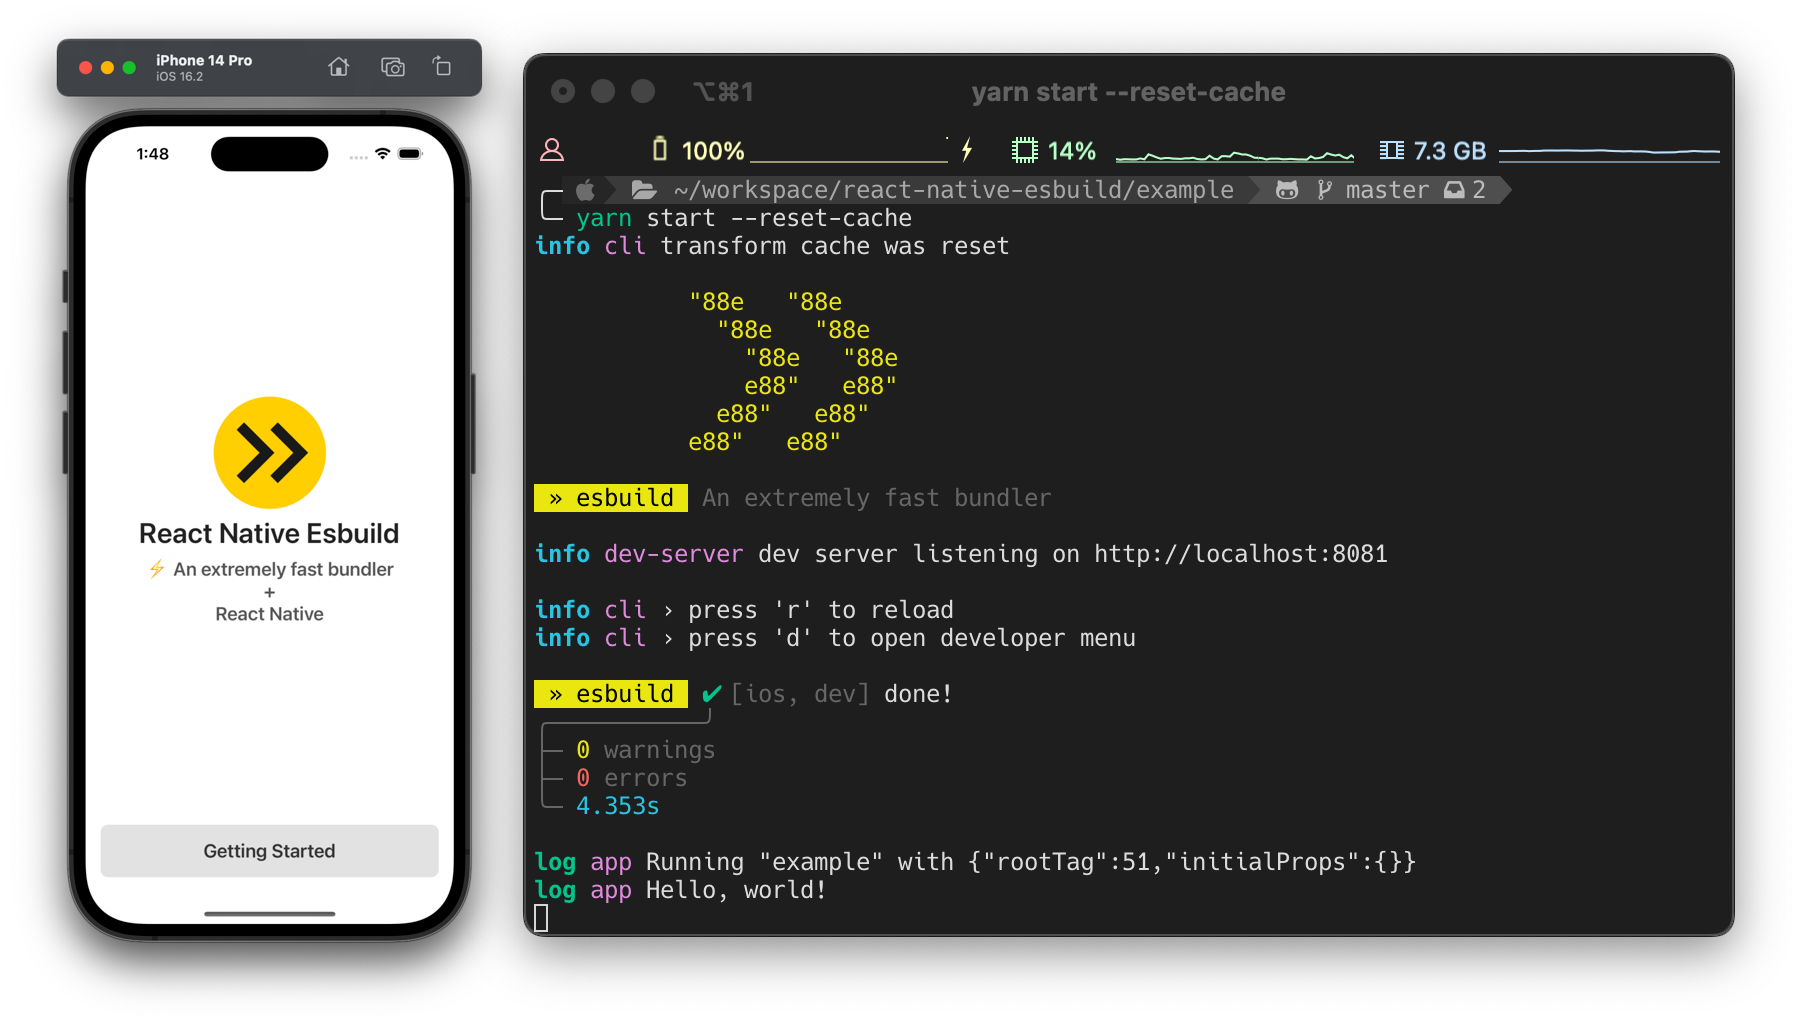 iPhone 14 Pro
iOS 16.2
1:48
React Native Esbuild
⚡ An extremely fast bundler
+
React Native
Getting Started
⌥⌘1 yarn start --reset-cache
100% 14% 7.3 GB
~/workspace/react-native-esbuild/example master 2
yarn start --reset-cache
info cli transform cache was reset
"88e "88e
"88e "88e
"88e "88e
e88" e88"
e88" e88"
e88" e88"
» esbuild An extremely fast bundler
info dev-server dev server listening on http://localhost:8081
info cli › press 'r' to reload
info cli › press 'd' to open developer menu
» esbuild ✔ [ios, dev] done!
0 warnings
0 errors
4.353s
log app Running "example" with {"rootTag":51,"initialProps":{}}
log app Hello, world!